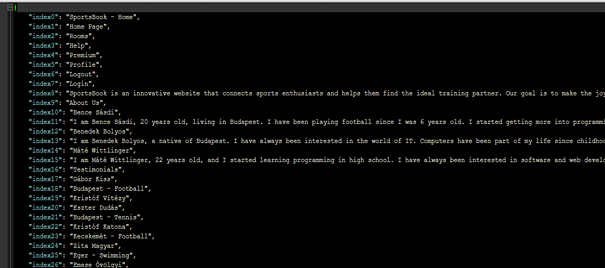 {
"index0": "SportsBook - Home",
"index1": "Home Page",
"index2": "Rooms",
"index3": "Help",
"index4": "Premium",
"index5": "Profile",
"index6": "Logout",
"index7": "Login",
"index8": "SportsBook is an innovative website that connects sports enthusiasts and helps them find the ideal training partner. Our goal is to make the joy
"index9": "About Us",
"index10": "Bence Sásdi",
"index11": "I am Bence Sásdi, 20 years old, living in Budapest. I have been playing football since I was 6 years old. I started getting more into programmi
"index12": "Benedek Bolyos",
"index13": "I am Benedek Bolyos, a native of Budapest. I have always been interested in the world of IT. Computers have been part of my life since childhoo
"index14": "Máté Wittlinger",
"index15": "I am Máté Wittlinger, 22 years old, and I started learning programming in high school. I have always been interested in software and web develo
"index16": "Testimonials",
"index17": "Gábor Kiss",
"index18": "Budapest - Football",
"index19": "Kristóf Vitézy",
"index20": "Eszter Dudás",
"index21": "Budapest - Tennis",
"index22": "Kristóf Katona",
"index23": "Kecskemét - Football",
"index24": "Zita Magyar",
"index25": "Eger - Swimming",
"index26": "Emese Óvölgyi",